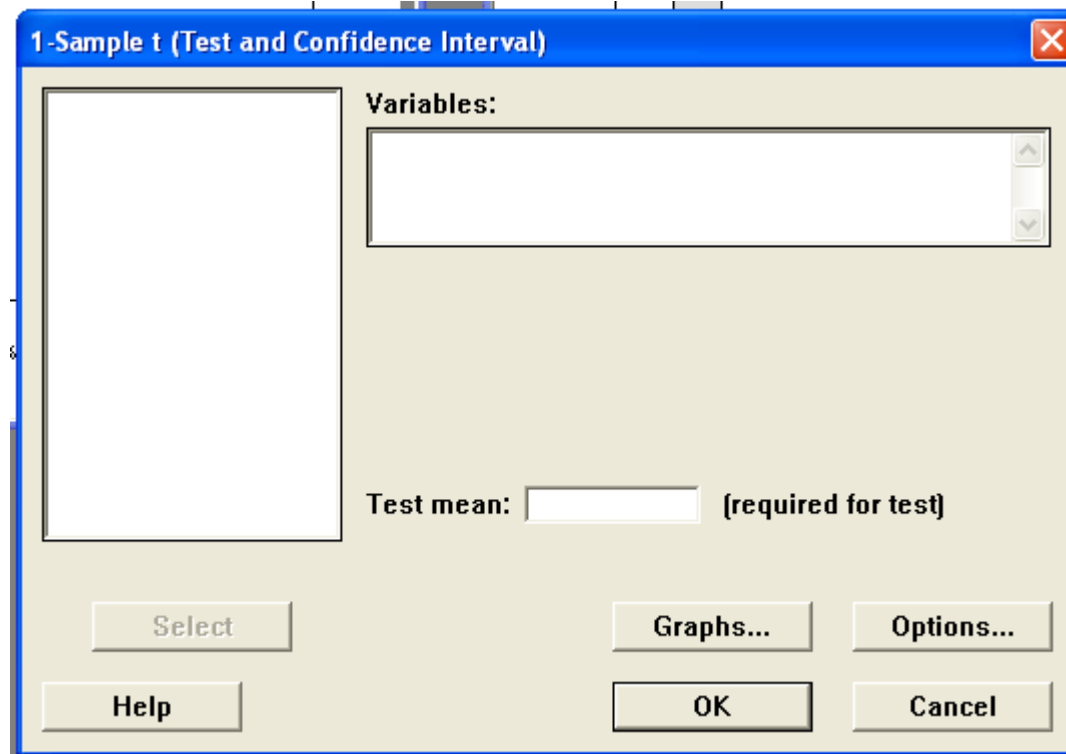 1-Sample t (Test and Confidence Interval)
Variables:
Test mean:
(required for test)
Select
Graphs...
Options...
Help
OK
Cancel